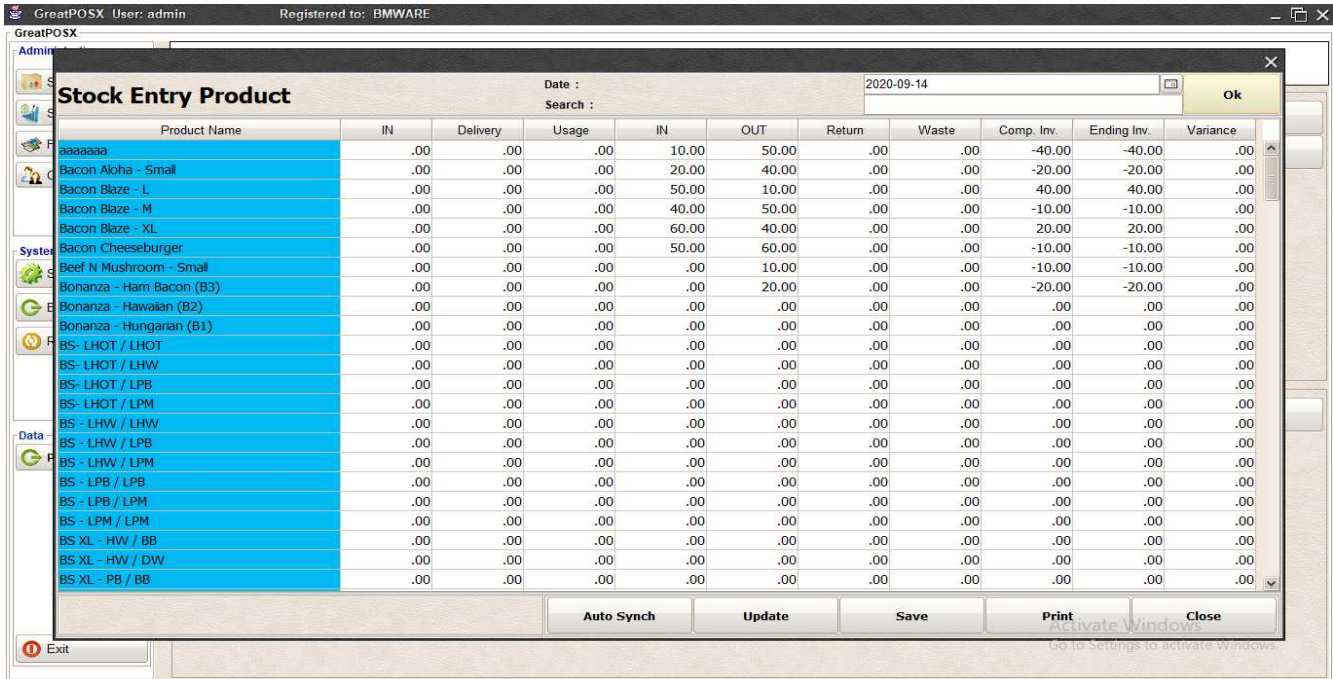 GreatPOSX User: admin Registered to: BMWARE
GreatPOSX
Stock Entry Product
Date : 2020-09-14
Search :
Ok
Product Name IN Delivery Usage IN OUT Return Waste Comp. Inv. Ending Inv. Variance
aaaaaaa .00 .00 .00 10.00 50.00 .00 .00 -40.00 -40.00 .00
Bacon Aloha - Small .00 .00 .00 20.00 40.00 .00 .00 -20.00 -20.00 .00
Bacon Blaze - L .00 .00 .00 50.00 10.00 .00 .00 40.00 40.00 .00
Bacon Blaze - M .00 .00 .00 40.00 50.00 .00 .00 -10.00 -10.00 .00
Bacon Blaze - XL .00 .00 .00 60.00 40.00 .00 .00 20.00 20.00 .00
Bacon Cheeseburger .00 .00 .00 50.00 60.00 .00 .00 -10.00 -10.00 .00
Beef N Mushroom - Small .00 .00 .00 .00 10.00 .00 .00 -10.00 -10.00 .00
Bonanza - Ham Bacon (B3) .00 .00 .00 .00 20.00 .00 .00 -20.00 -20.00 .00
Bonanza - Hawaiian (B2) .00 .00 .00 .00 .00 .00 .00 .00 .00 .00
Bonanza - Hungarian (B1) .00 .00 .00 .00 .00 .00 .00 .00 .00 .00
BS- LHOT / LHOT .00 .00 .00 .00 .00 .00 .00 .00 .00 .00
BS- LHOT / LHW .00 .00 .00 .00 .00 .00 .00 .00 .00 .00
BS- LHOT / LPB .00 .00 .00 .00 .00 .00 .00 .00 .00 .00
BS- LHOT / LPM .00 .00 .00 .00 .00 .00 .00 .00 .00 .00
BS - LHW / LHW .00 .00 .00 .00 .00 .00 .00 .00 .00 .00
BS - LHW / LPB .00 .00 .00 .00 .00 .00 .00 .00 .00 .00
BS - LHW / LPM .00 .00 .00 .00 .00 .00 .00 .00 .00 .00
BS - LPB / LPB .00 .00 .00 .00 .00 .00 .00 .00 .00 .00
BS - LPB / LPM .00 .00 .00 .00 .00 .00 .00 .00 .00 .00
BS - LPM / LPM .00 .00 .00 .00 .00 .00 .00 .00 .00 .00
BS XL - HW / BB .00 .00 .00 .00 .00 .00 .00 .00 .00 .00
BS XL - HW / DW .00 .00 .00 .00 .00 .00 .00 .00 .00 .00
BS XL - PB / BB .00 .00 .00 .00 .00 .00 .00 .00 .00 .00
Auto Synch Update Save Print Close
Activate Windows
Go to Settings to activate Windows.
Data
Exit